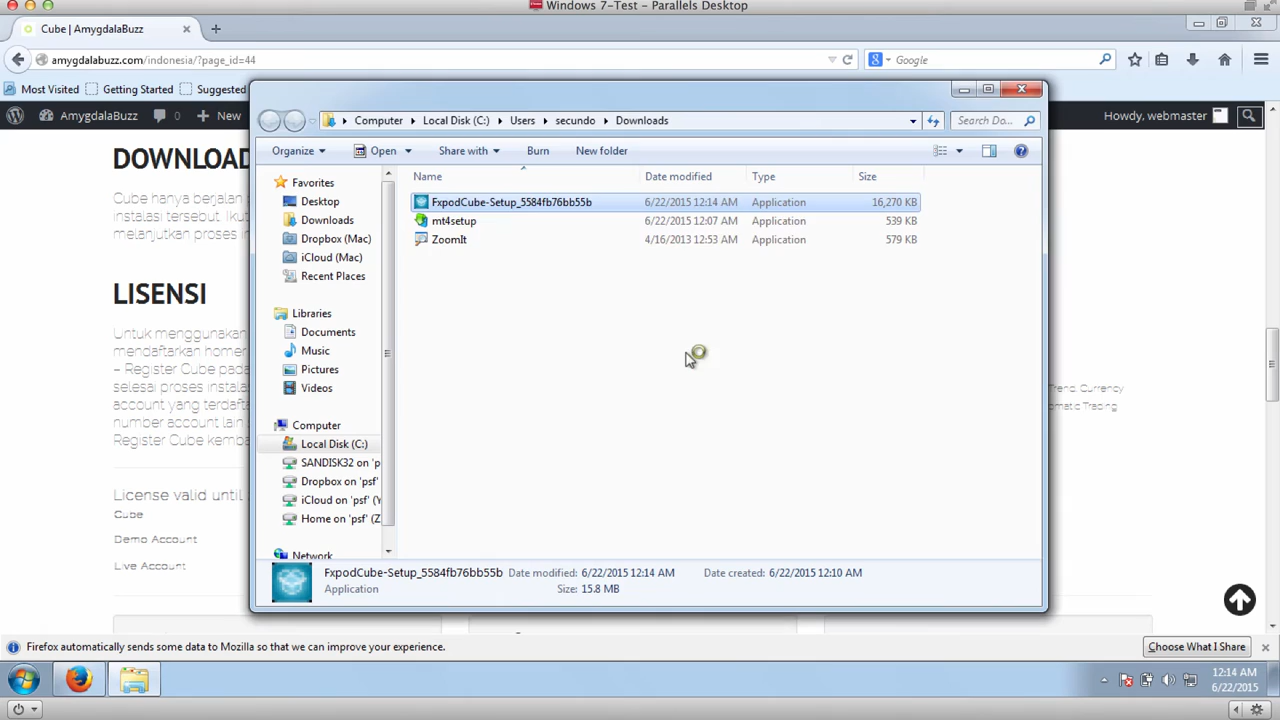 Windows 7-Test - Parallels Desktop
Cube | AmygdalaBuzz
amygdalabuzz.com/indonesia/?page_id=44
Google
Most Visited
Getting Started
Suggested
AmygdalaBuzz
0
New
Howdy, webmaster
Computer
Local Disk (C:)
Users
secundo
Downloads
Search Do...
Organize
Open
Share with
Burn
New folder
Name
Date modified
Type
Size
FxpodCube-Setup_5584fb76bb55b 6/22/2015 12:14 AM Application 16,270 KB
mt4setup 6/22/2015 12:07 AM Application 539 KB
ZoomIt 4/16/2013 12:53 AM Application 579 KB
Favorites
Desktop
Downloads
Dropbox (Mac)
iCloud (Mac)
Recent Places
Libraries
Documents
Music
Pictures
Videos
Computer
Local Disk (C:)
SANDISK32 on 'p
Dropbox on 'psf'
iCloud on 'psf' (Y
Home on 'psf' (Z
Network
FxpodCube-Setup_5584fb76bb55b Date modified: 6/22/2015 12:14 AM Date created: 6/22/2015 12:10 AM
Application Size: 15.8 MB
DOWNLOAD
Cube hanya berjalan
instalasi tersebut. Ikut
melanjutkan proses in
LISENSI
Untuk menggunakan
mendaftarkan nomer
– Register Cube pada
selesai proses instalas
account yang terdafta
number account lain
Register Cube kembal
Trend Currency
omatic Trading
License valid until
Cube
Demo Account
Live Account
Firefox automatically sends some data to Mozilla so that we can improve your experience.
Choose What I Share
12:14 AM
6/22/2015